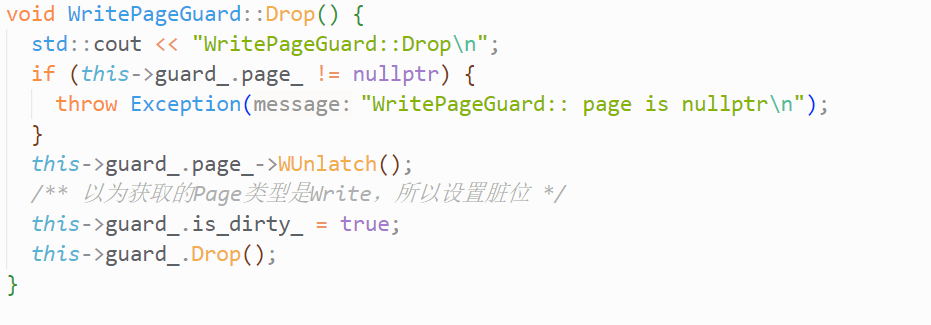 void WritePageGuard::Drop() {
  std::cout << "WritePageGuard::Drop\n";
  if (this->guard_.page_ != nullptr) {
    throw Exception(message: "WritePageGuard:: page is nullptr\n");
  }
  this->guard_.page_->WUnlatch();
  /** 以为获取的Page类型是Write，所以设置脏位 */
  this->guard_.is_dirty_ = true;
  this->guard_.Drop();
}